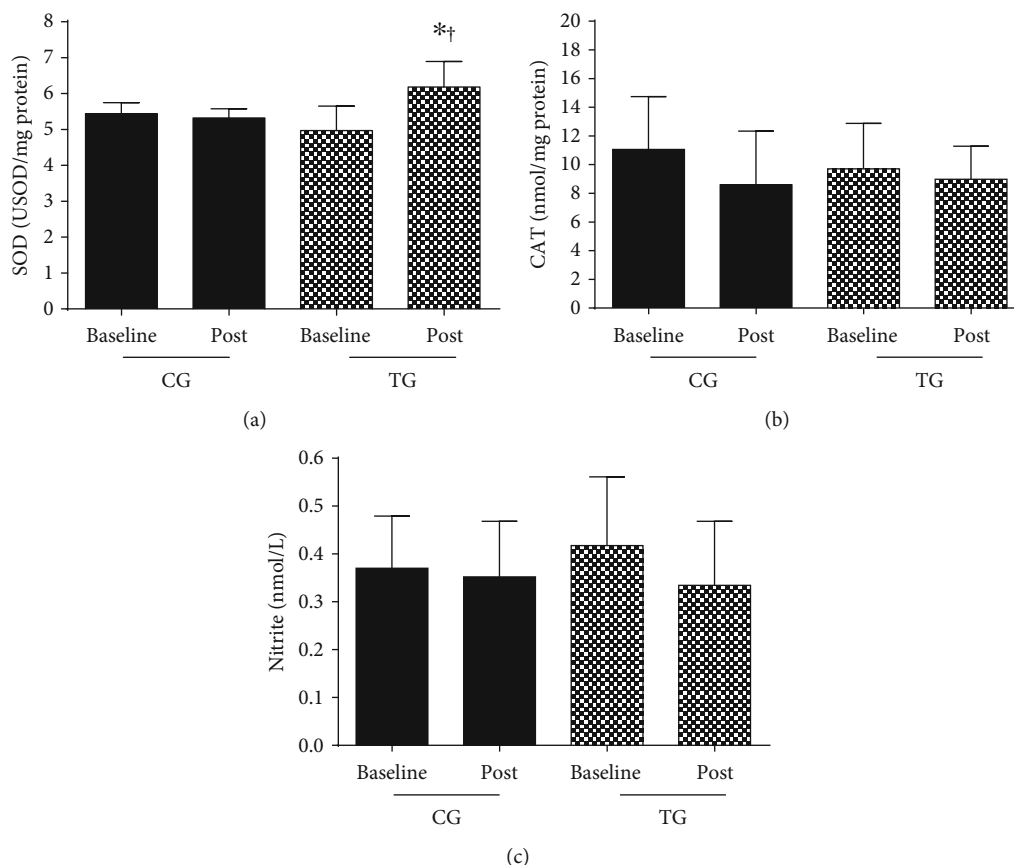 SOD (USOD/mg protein)
8
7
6
5
4
3
2
1
0
*†
Baseline Post Baseline Post
CG TG
(a)
CAT (nmol/mg protein)
20
18
16
14
12
10
8
6
4
2
0
Baseline Post Baseline Post
CG TG
(b)
Nitrite (nmol/L)
0.6
0.5
0.4
0.3
0.2
0.1
0.0
Baseline Post Baseline Post
CG TG
(c)